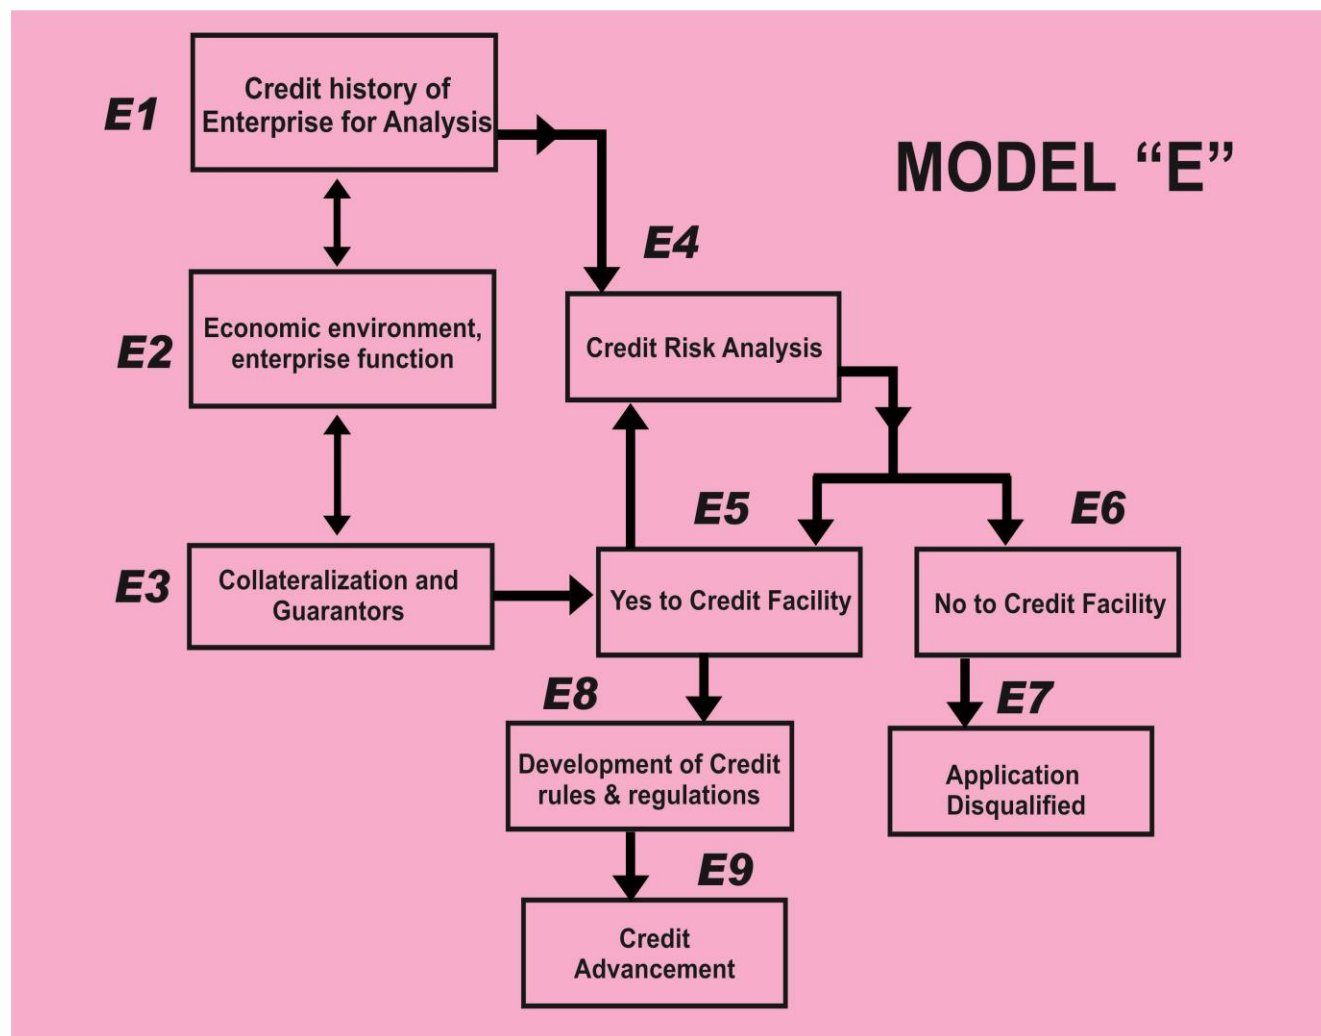 MODEL “E”
E1
Credit history of
Enterprise for Analysis
E2
Economic environment,
enterprise function
E3
Collateralization and
Guarantors
E4
Credit Risk Analysis
E5
Yes to Credit Facility
E6
No to Credit Facility
E7
Application
Disqualified
E8
Development of Credit
rules & regulations
E9
Credit
Advancement